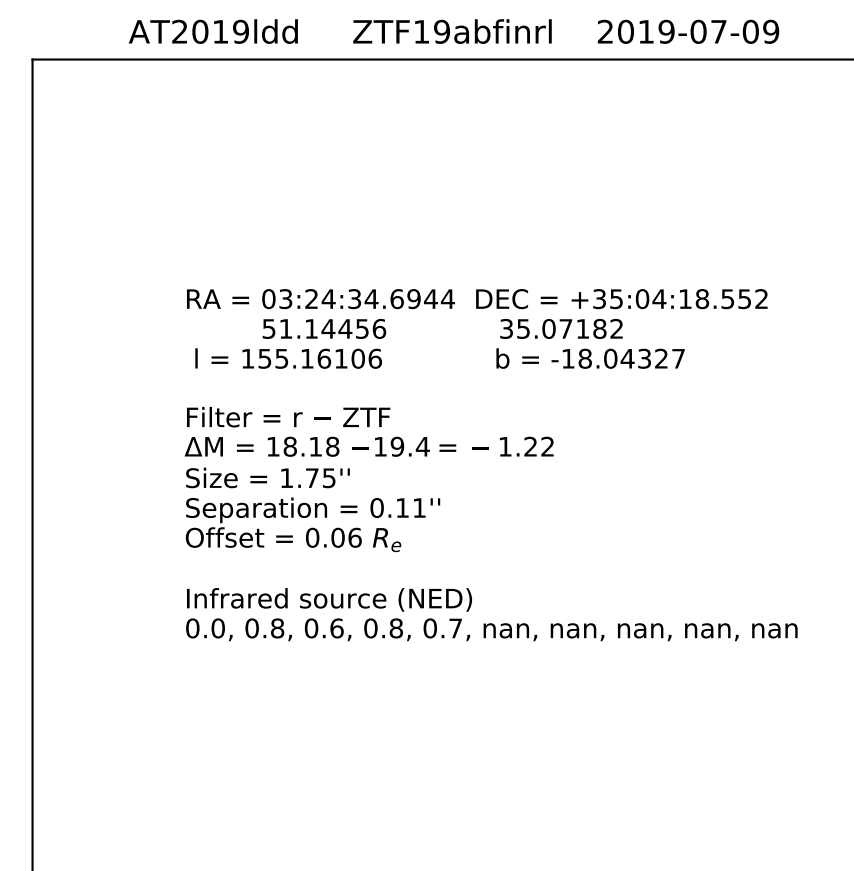 AT2019ldd ZTF19abfinrl 2019-07-09
RA = 03:24:34.6944 DEC = +35:04:18.552
51.14456 35.07182
l = 155.16106 b = -18.04327
Filter = r − ZTF
ΔM = 18.18 −19.4 = − 1.22
Size = 1.75''
Separation = 0.11''
Offset = 0.06 Re
Infrared source (NED)
0.0, 0.8, 0.6, 0.8, 0.7, nan, nan, nan, nan, nan